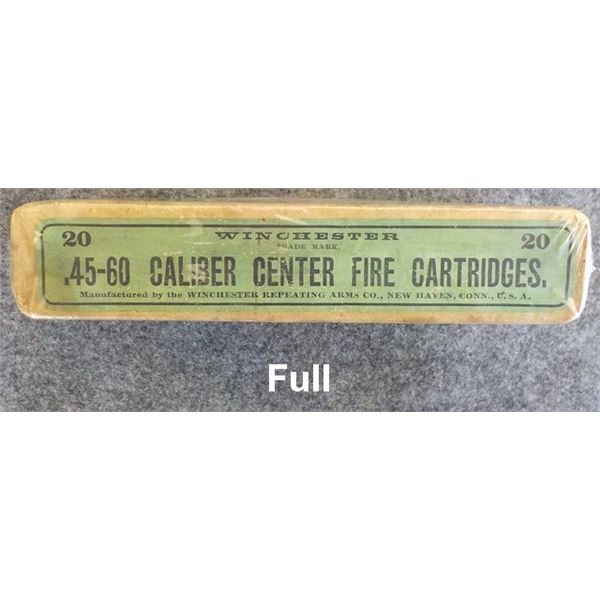 20 WINCHESTER 20
TRADE MARK.
.45-60 CALIBER CENTER FIRE CARTRIDGES.
Manufactured by the WINCHESTER REPEATING ARMS CO., NEW HAVEN, CONN., U.S.A.
Full